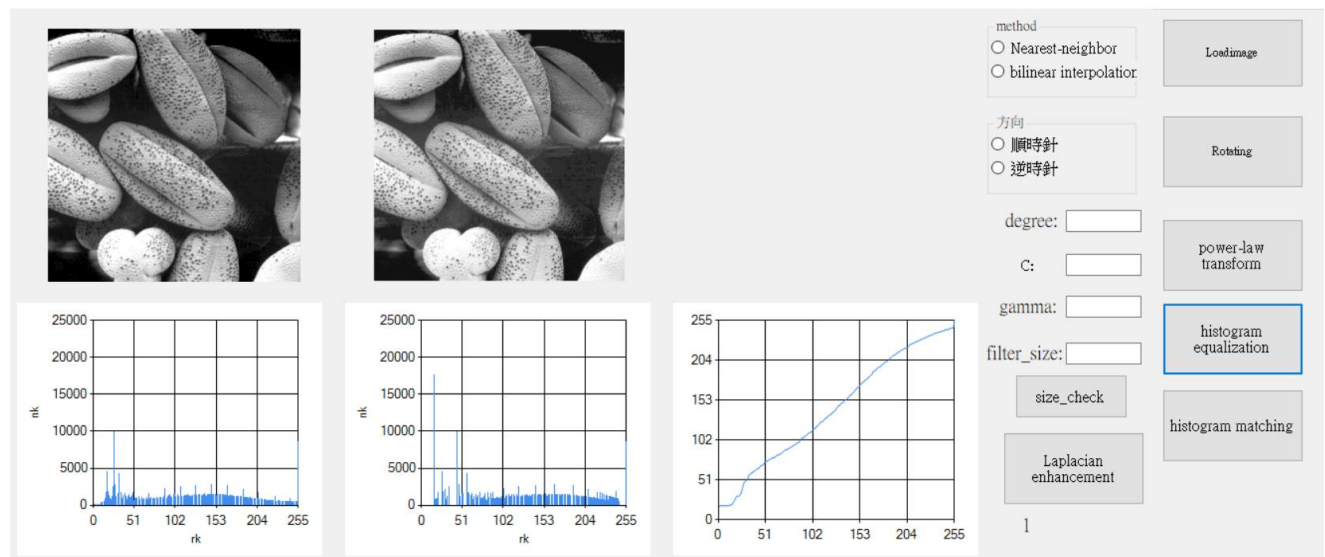 method
Nearest-neighbor
bilinear interpolation
方向
順時針
逆時針
degree:
C:
gamma:
filter_size:
size_check
Laplacian
enhancement
1
Loadimage
Rotating
power-law
transform
histogram
equalization
histogram matching
25000
20000
15000
10000
5000
0
nk
0 51 102 153 204 255
rk
25000
20000
15000
10000
5000
0
nk
0 51 102 153 204 255
rk
255
204
153
102
51
0
0 51 102 153 204 255